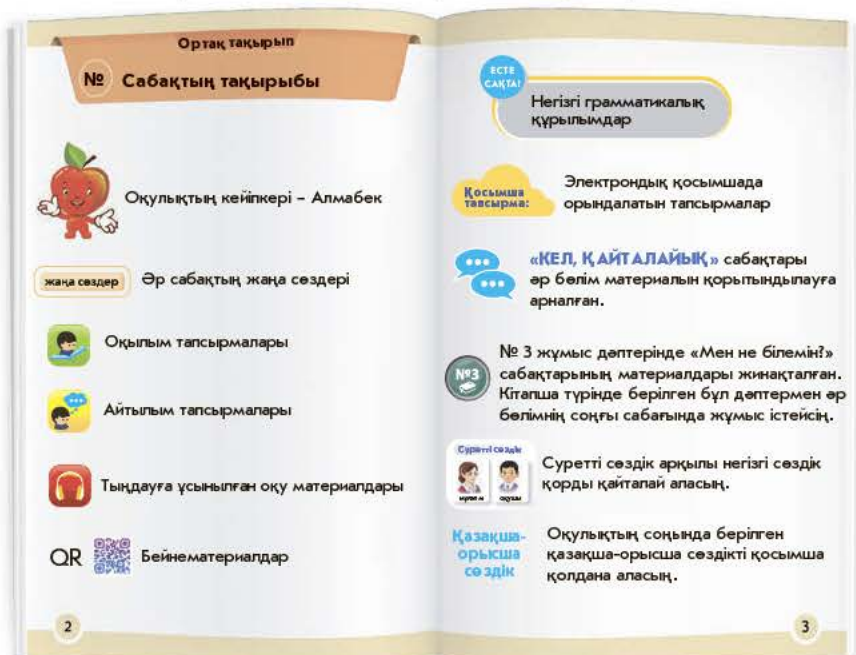 Ортақ тақырып
№ Сабақтың тақырыбы
Оқулықтың кейіпкері – Алмабек
жаңа сөздер Әр сабақтың жаңа сөздері
Оқылым тапсырмалары
Айтылым тапсырмалары
Тыңдауға ұсынылған оқу материалдары
QR Бейнематериалдар
2
ЕСТЕ
САҚТА!
Негізгі грамматикалық
құрылымдар
Қосымша
тапсырма:
Электрондық қосымшада
орындалатын тапсырмалар
«КЕЛ, ҚАЙТАЛАЙЫҚ» сабақтары
әр бөлім материалын қорытындылауға
арналған.
№3
№ 3 жұмыс дәптерінде «Мен не білемін?»
сабақтарының материалдары жинақталған.
Кітапша түрінде берілген бұл дәптермен әр
бөлімнің соңғы сабағында жұмыс істейсің.
Суретті сөздік
мұғалім оқушы
Суретті сөздік арқылы негізгі сөздік
қорды қайталай аласың.
Қазақша-
орысша
сөздік
Оқулықтың соңында берілген
қазақша-орысша сөздікті қосымша
қолдана аласың.
3